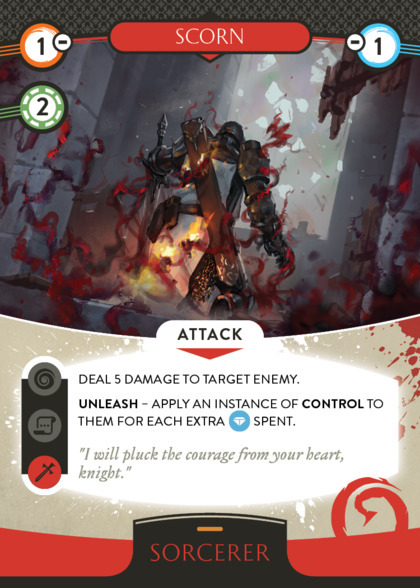 SCORN
1 -
- 1
2
ATTACK
DEAL 5 DAMAGE TO TARGET ENEMY.
UNLEASH – APPLY AN INSTANCE OF CONTROL TO
THEM FOR EACH EXTRA SPENT.
"I will pluck the courage from your heart,
knight."
SORCERER